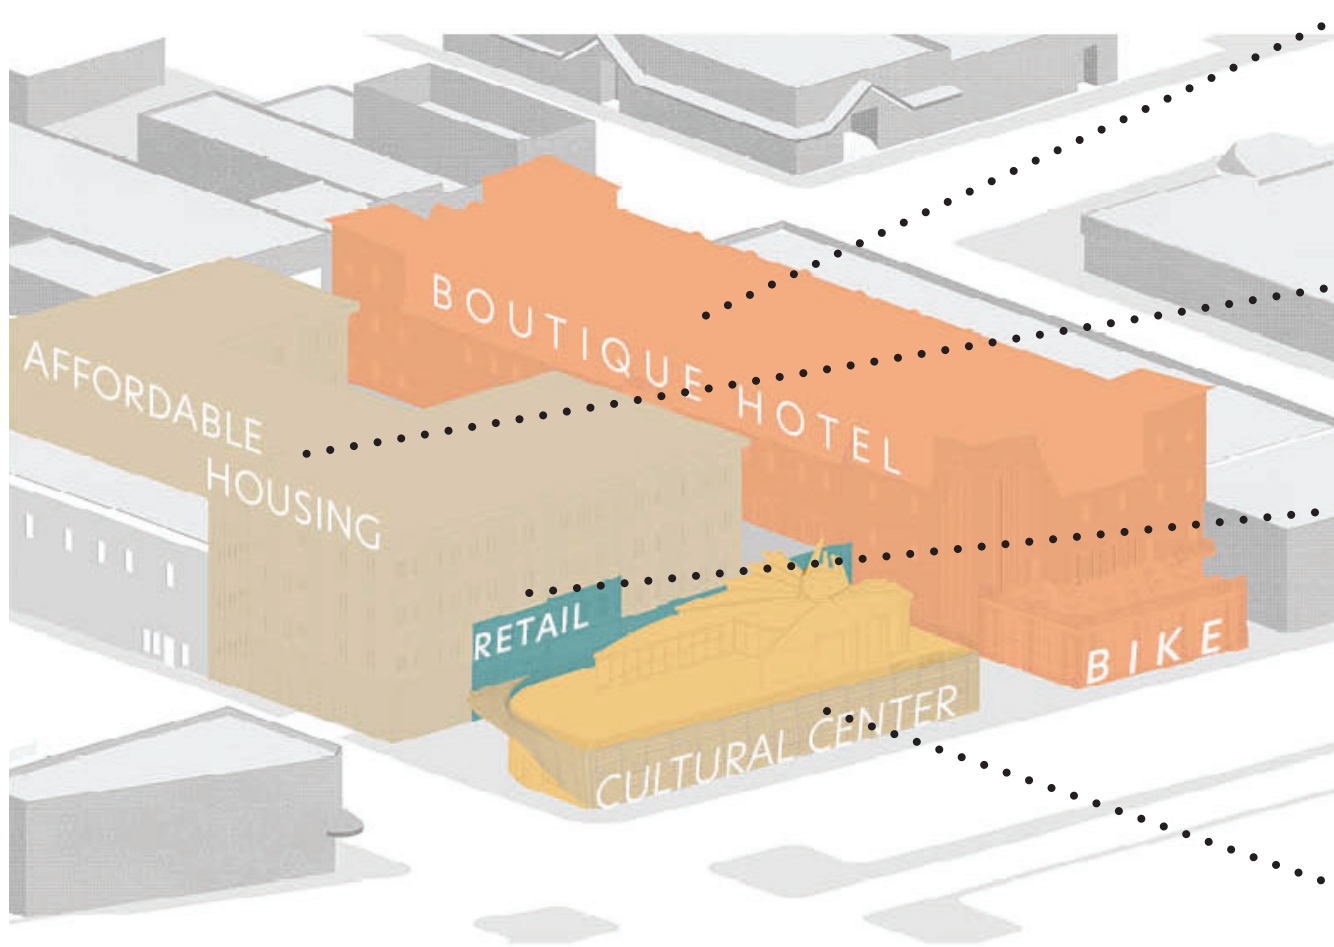 BOUTIQUE HOTEL
AFFORDABLE
HOUSING
RETAIL
BIKE
CULTURAL CENTER